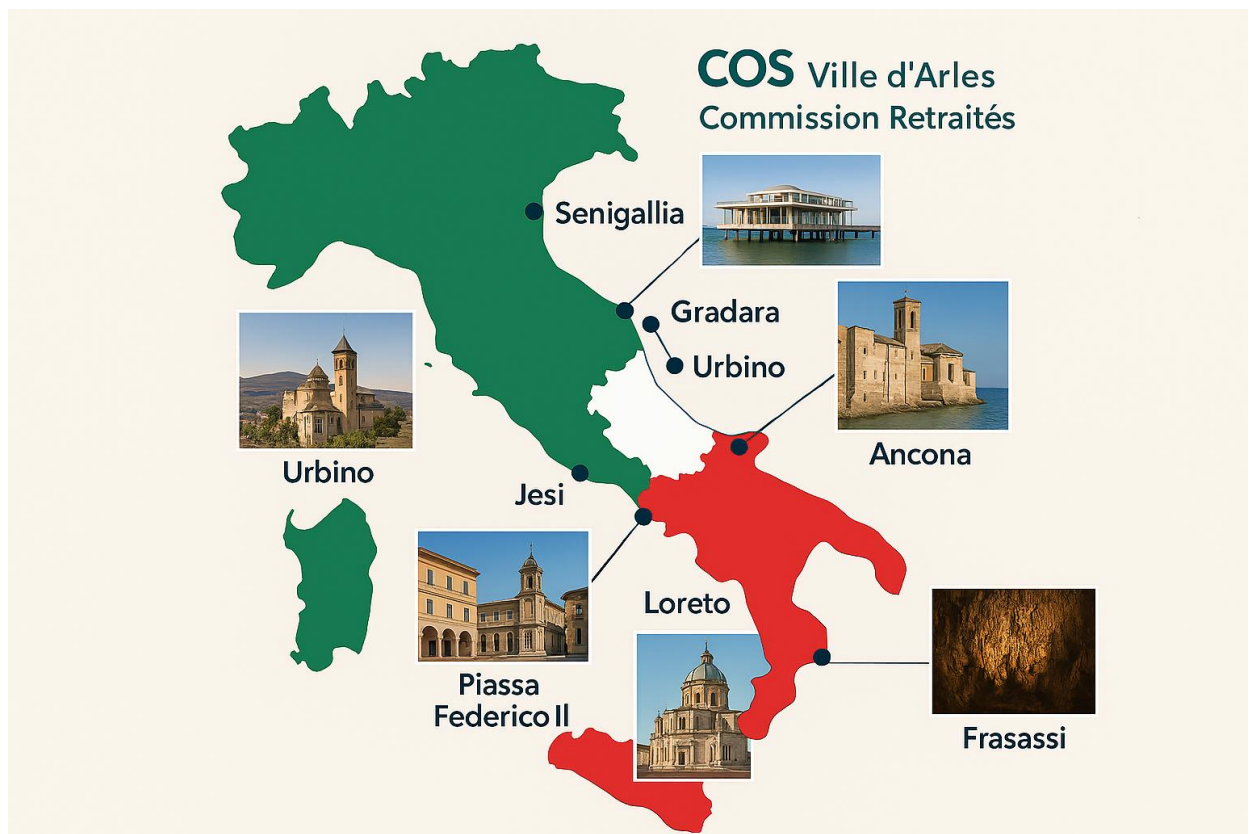 COS Ville d'Arles
Commission Retraités
Senigallia
Gradara
Urbino
Ancona
Urbino
Jesi
Piassa
Federico II
Loreto
Frasassi